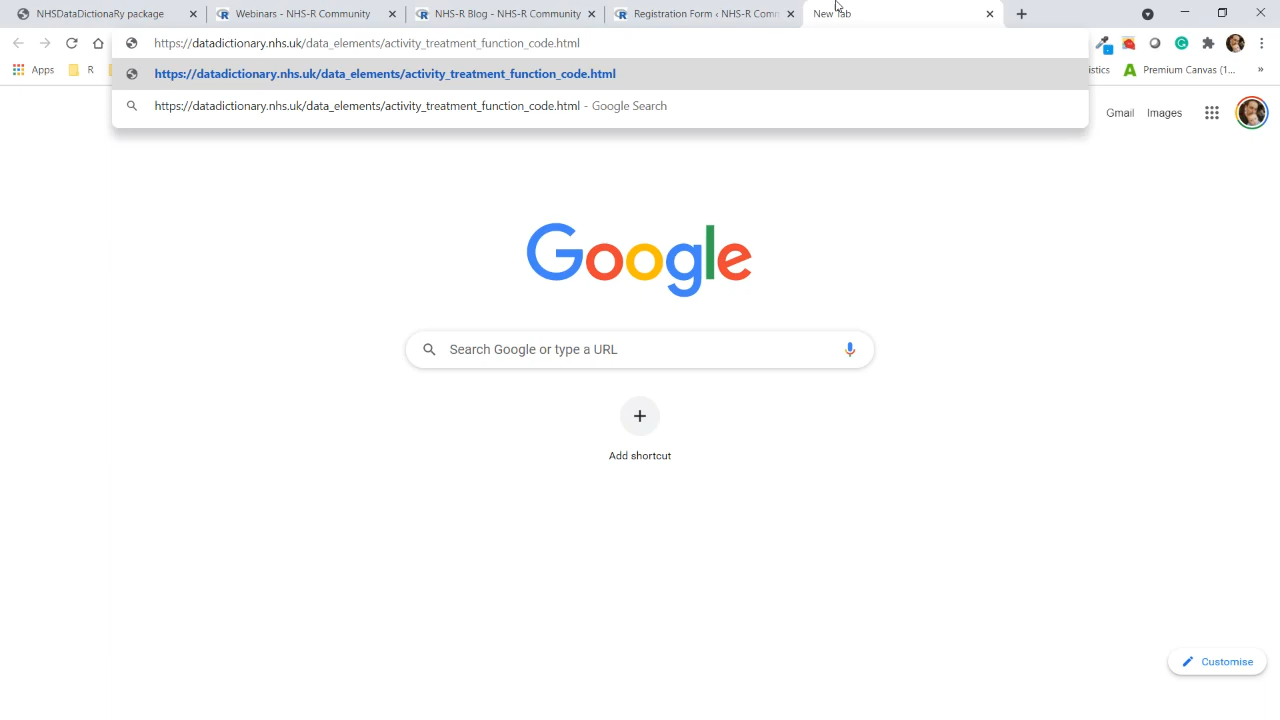 NHSDataDictionaRy package
Webinars - NHS-R Community
NHS-R Blog - NHS-R Community
Registration Form ‹ NHS-R Comm
New Tab
https://datadictionary.nhs.uk/data_elements/activity_treatment_function_code.html
Apps
R
istics
Premium Canvas (1...
»
https://datadictionary.nhs.uk/data_elements/activity_treatment_function_code.html
https://datadictionary.nhs.uk/data_elements/activity_treatment_function_code.html - Google Search
Gmail
Images
Google
Search Google or type a URL
Add shortcut
Customise